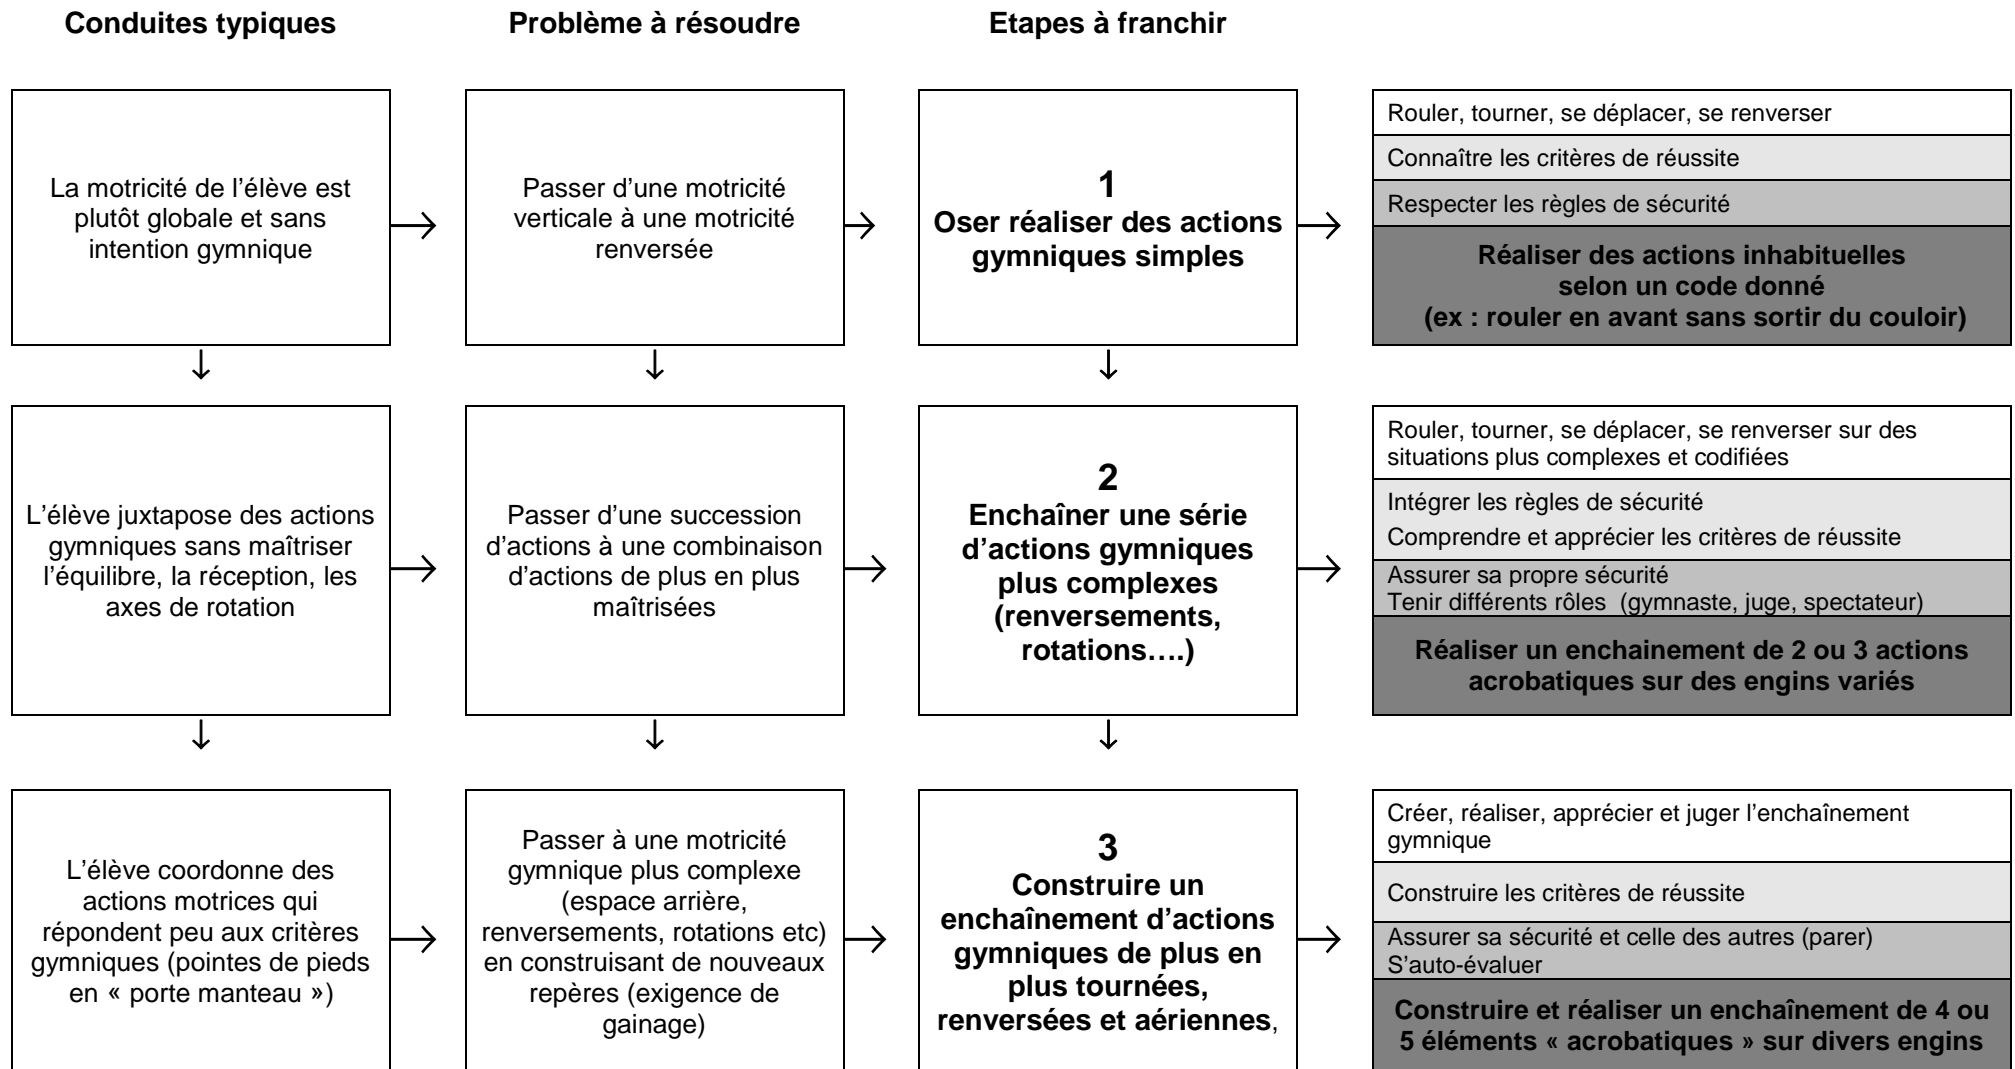 Conduites typiques
Problème à résoudre
Etapes à franchir
La motricité de l’élève est
plutôt globale et sans
intention gymnique
Passer d’une motricité
verticale à une motricité
renversée
1
Oser réaliser des actions
gymniques simples
Rouler, tourner, se déplacer, se renverser
Connaître les critères de réussite
Respecter les règles de sécurité
Réaliser des actions inhabituelles
selon un code donné
(ex : rouler en avant sans sortir du couloir)
L’élève juxtapose des actions
gymniques sans maîtriser
l’équilibre, la réception, les
axes de rotation
Passer d’une succession
d’actions à une combinaison
d’actions de plus en plus
maîtrisées
2
Enchaîner une série
d’actions gymniques
plus complexes
(renversements,
rotations….)
Rouler, tourner, se déplacer, se renverser sur des
situations plus complexes et codifiées
Intégrer les règles de sécurité
Comprendre et apprécier les critères de réussite
Assurer sa propre sécurité
Tenir différents rôles  (gymnaste, juge, spectateur)
Réaliser un enchainement de 2 ou 3 actions
acrobatiques sur des engins variés
L’élève coordonne des
actions motrices qui
répondent peu aux critères
gymniques (pointes de pieds
en « porte manteau »)
Passer à une motricité
gymnique plus complexe
(espace arrière,
renversements, rotations etc)
en construisant de nouveaux
repères (exigence de
gainage)
3
Construire un
enchaînement d’actions
gymniques de plus en
plus tournées,
renversées et aériennes,
Créer, réaliser, apprécier et juger l’enchaînement
gymnique
Construire les critères de réussite
Assurer sa sécurité et celle des autres (parer)
S’auto-évaluer
Construire et réaliser un enchaînement de 4 ou
5 éléments « acrobatiques » sur divers engins